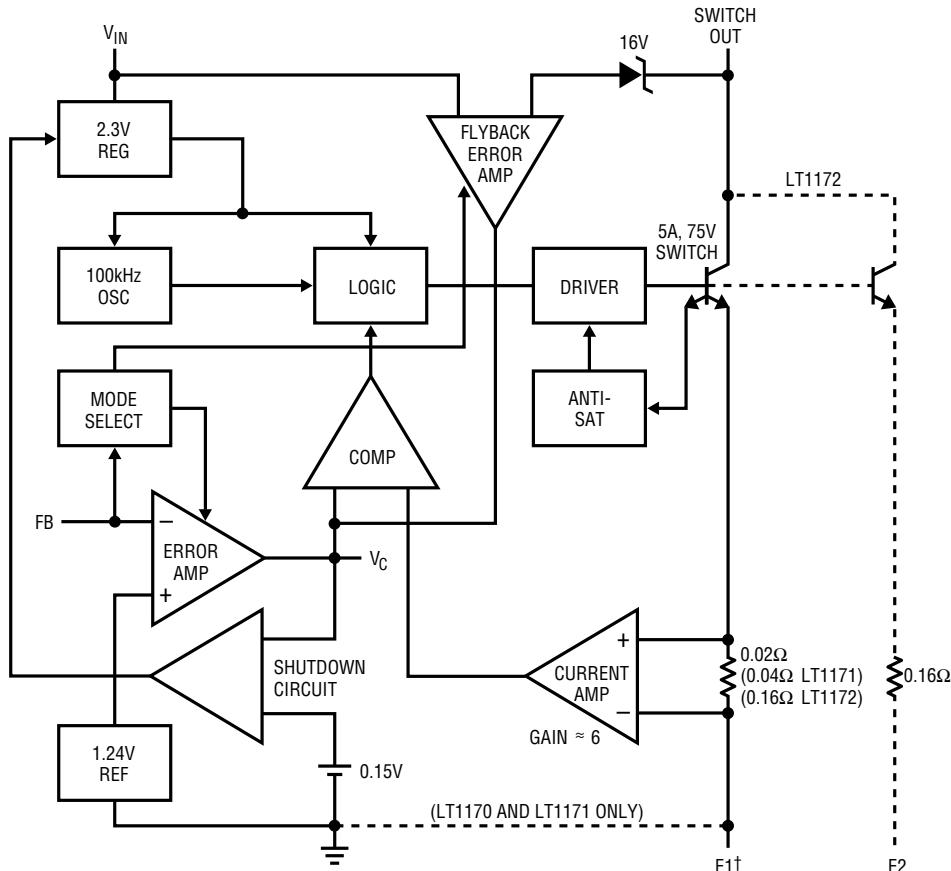 SWITCH
OUT
VIN
16V
2.3V
REG
FLYBACK
ERROR
AMP
LT1172
5A, 75V
SWITCH
100kHz
OSC
LOGIC
DRIVER
MODE
SELECT
ANTI-
SAT
COMP
FB
−
ERROR
AMP
+
VC
SHUTDOWN
CIRCUIT
+
CURRENT
AMP
−
GAIN ≈ 6
0.02Ω
(0.04Ω LT1171)
(0.16Ω LT1172)
0.16Ω
1.24V
REF
0.15V
(LT1170 AND LT1171 ONLY)
E1†
E2